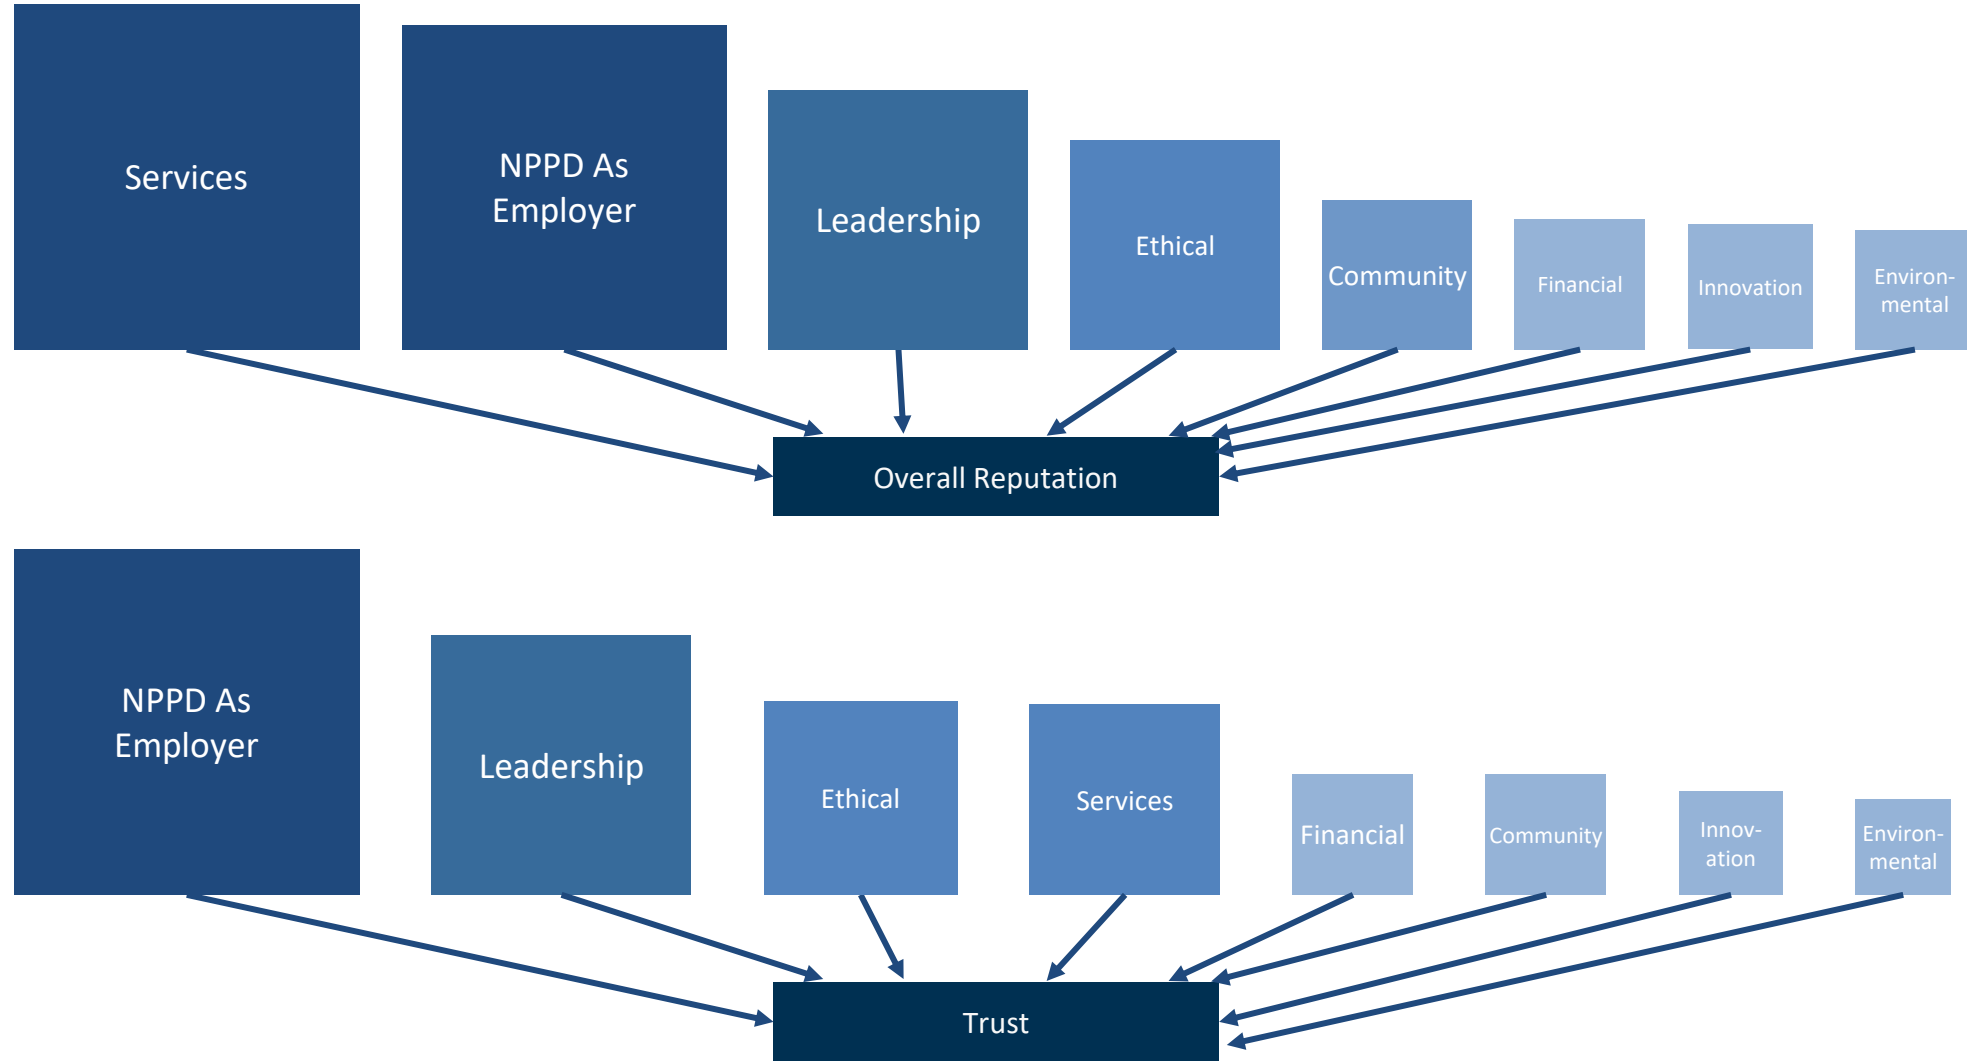 Services
NPPD As
Employer
Leadership
Ethical
Community
Financial
Innovation
Environ-
mental
Overall Reputation
NPPD As
Employer
Leadership
Ethical
Services
Financial
Community
Innov-
ation
Environ-
mental
Trust